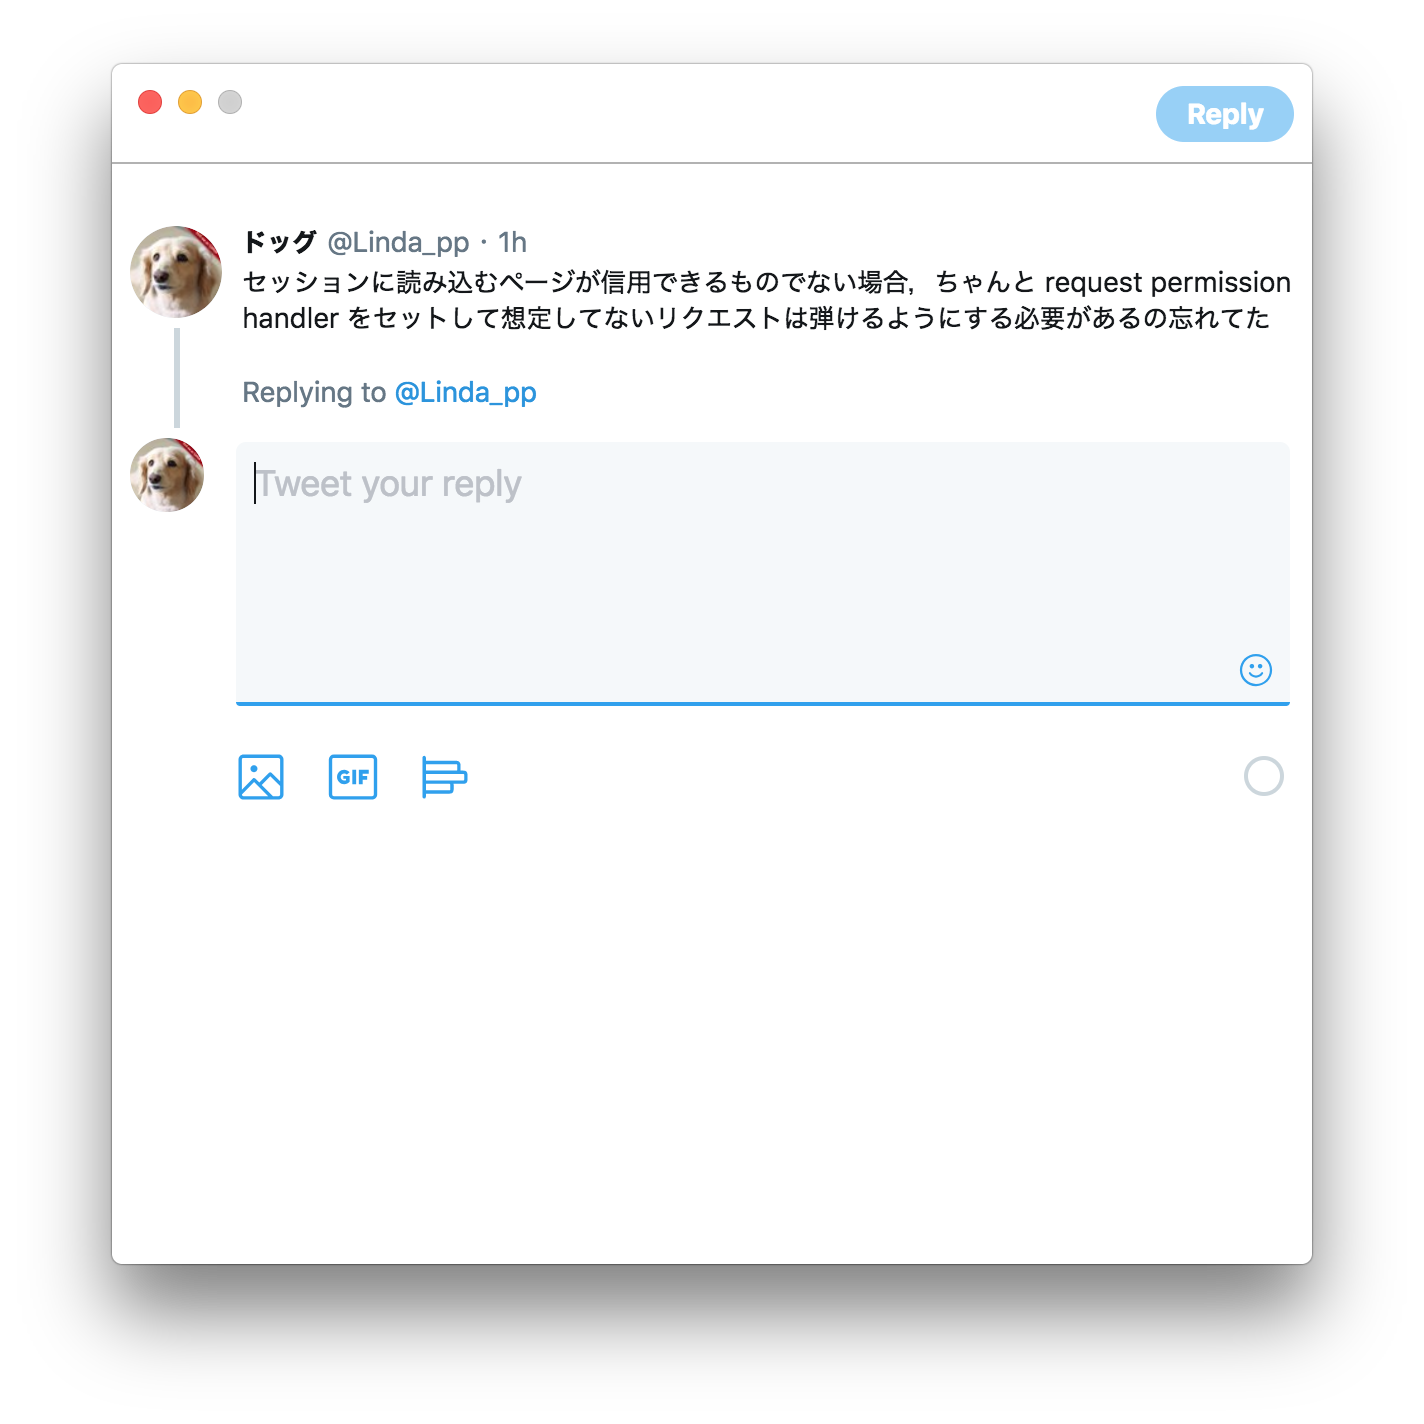 Reply
ドッグ @Linda_pp · 1h
セッションに読み込むページが信用できるものでない場合，ちゃんと request permission
handler をセットして想定してないリクエストは弾けるようにする必要があるの忘れてた
Replying to @Linda_pp
Tweet your reply
GIF